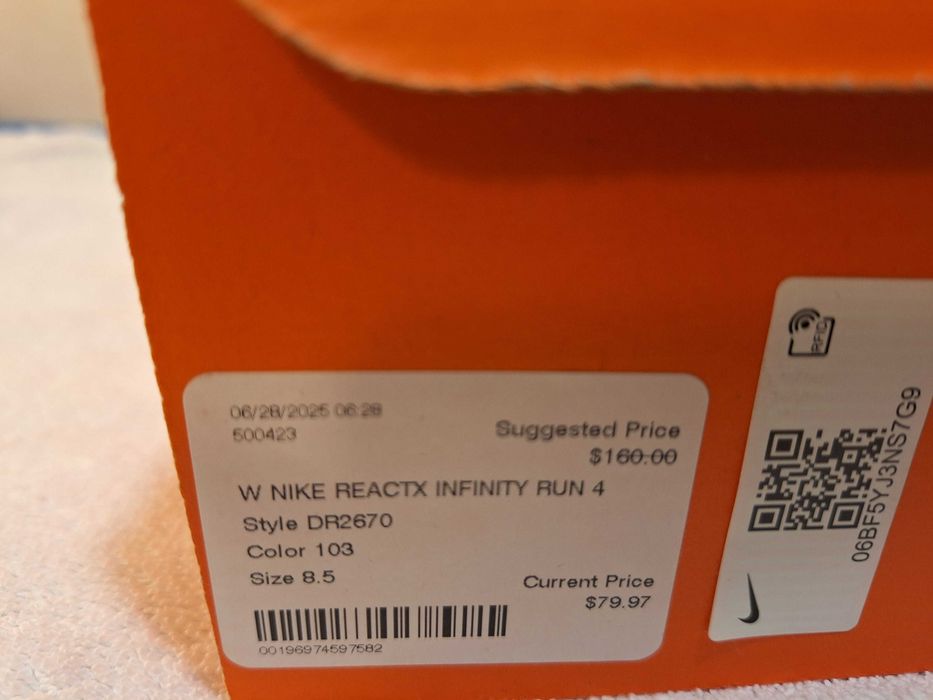 06/28/2025 06:28
500423
Suggested Price
$160.00
W NIKE REACTX INFINITY RUN 4
Style DR2670
Color 103
Size 8.5
Current Price
$79.97
00196974597582
RFID
06BF5YJ3NS7G9